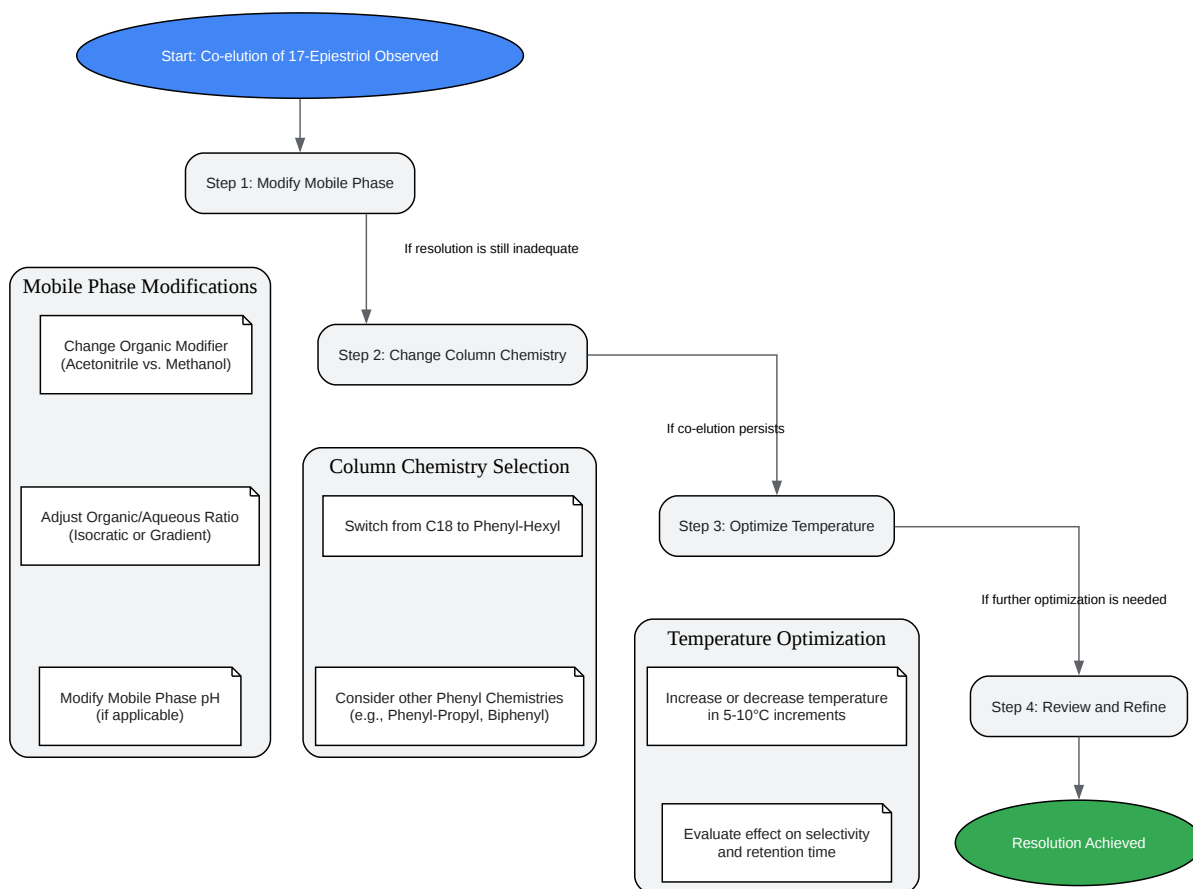 Start: Co-elution of 17-Epiestriol Observed
Step 1: Modify Mobile Phase
If resolution is still inadequate
Mobile Phase Modifications
Change Organic Modifier
(Acetonitrile vs. Methanol)
Adjust Organic/Aqueous Ratio
(Isocratic or Gradient)
Modify Mobile Phase pH
(if applicable)
Step 2: Change Column Chemistry
If co-elution persists
Column Chemistry Selection
Switch from C18 to Phenyl-Hexyl
Consider other Phenyl Chemistries
(e.g., Phenyl-Propyl, Biphenyl)
Step 3: Optimize Temperature
If further optimization is needed
Temperature Optimization
Increase or decrease temperature
in 5-10°C increments
Evaluate effect on selectivity
and retention time
Step 4: Review and Refine
Resolution Achieved